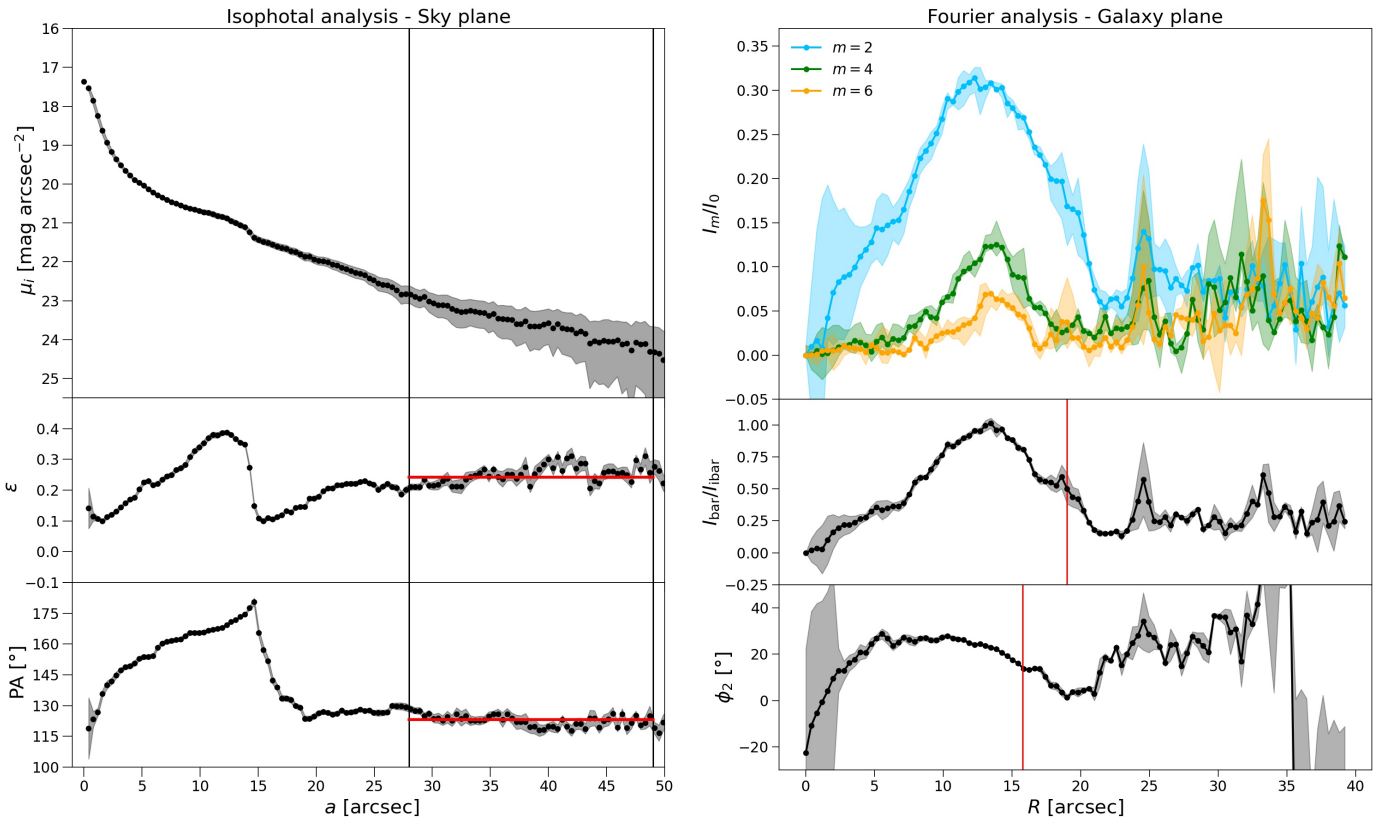 Isophotal analysis - Sky plane
16
17
18
19
20
21
22
23
24
25
μi [mag arcsec−2]
0.4
0.3
0.2
0.1
0.0
−0.1
ε
175
160
145
130
115
100
PA [°]
0 5 10 15 20 25 30 35 40 45 50
a [arcsec]
Fourier analysis - Galaxy plane
m = 2
m = 4
m = 6
0.35
0.30
0.25
0.20
0.15
0.10
0.05
0.00
−0.05
Im/I0
1.00
0.75
0.50
0.25
0.00
−0.25
Ibar/Iibar
40
20
0
−20
ϕ2 [°]
0 5 10 15 20 25 30 35 40
R [arcsec]